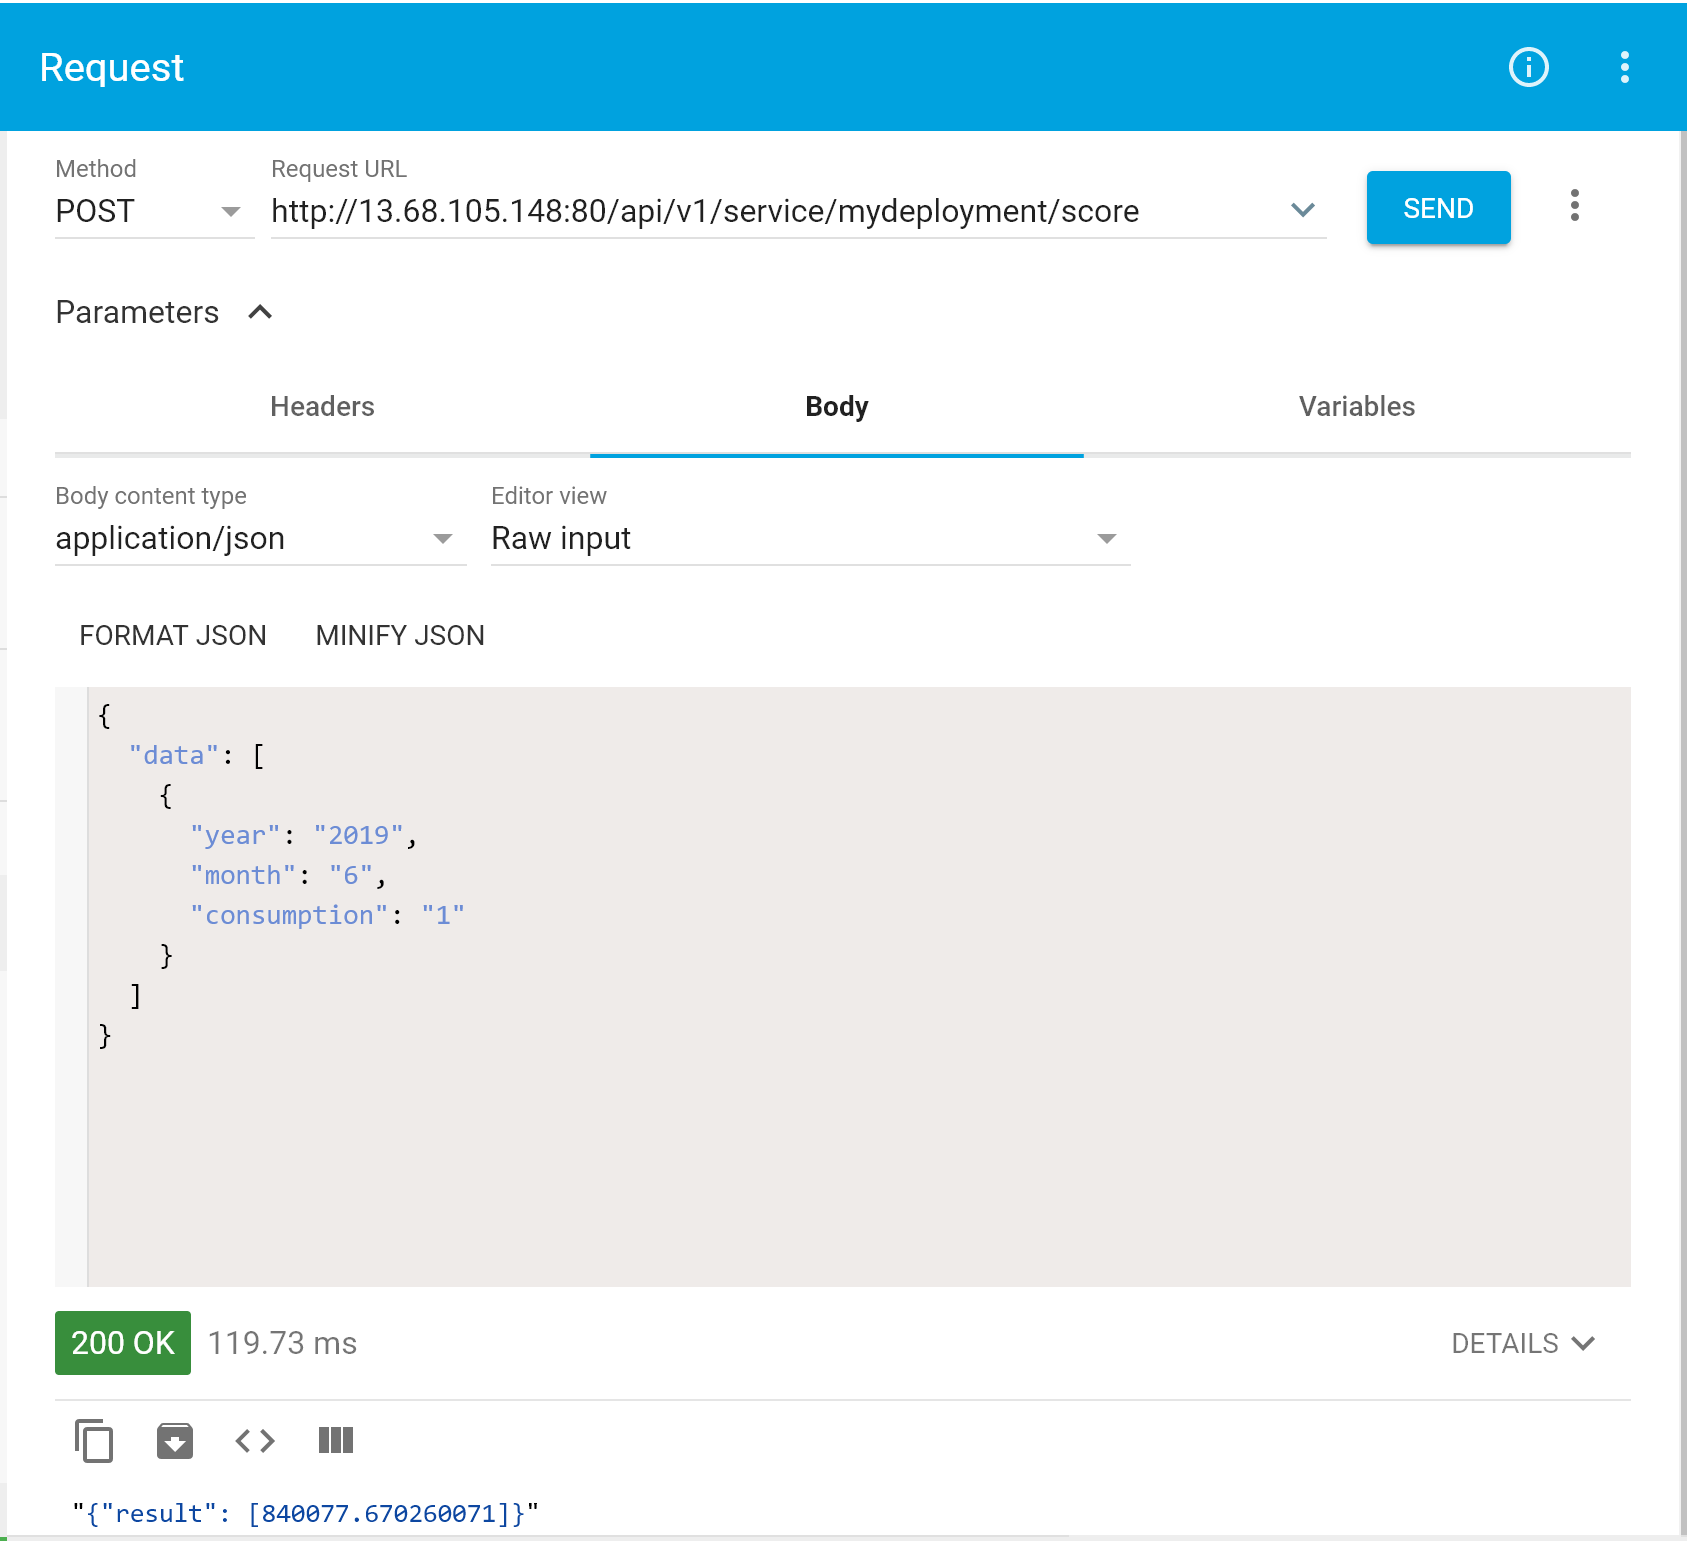 Request
Method
Request URL
POST
http://13.68.105.148:80/api/v1/service/mydeployment/score
SEND
Parameters
Headers
Body
Variables
Body content type
Editor view
application/json
Raw input
FORMAT JSON
MINIFY JSON
{
"data": [
{
"year": "2019",
"month": "6",
"consumption": "1"
}
]
}
200 OK
119.73 ms
DETAILS
"{"result": [840077.670260071]}"